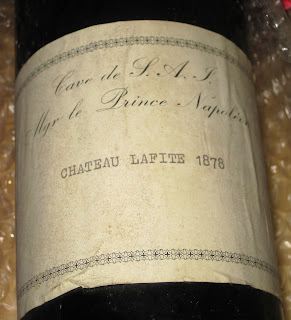 Cave de S. A. I.
Mgr le Prince Napoléon
CHATEAU LAFITE 1878